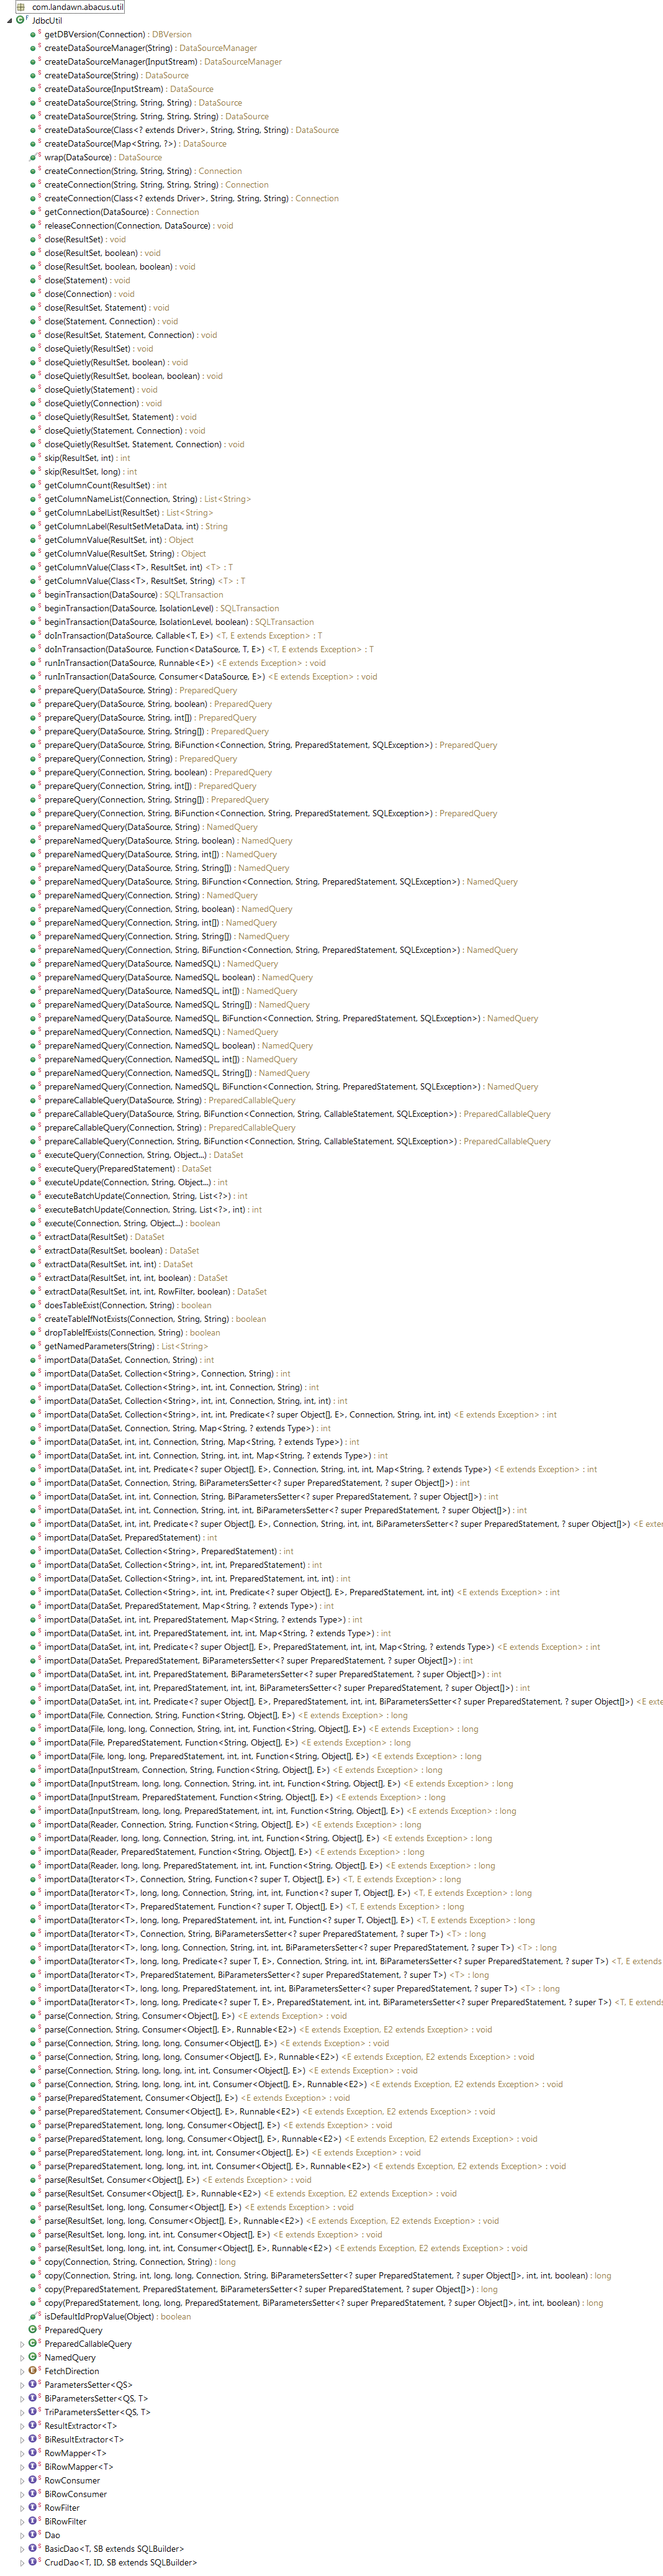 com.landawn.abacus.util
JdbcUtil
getDBVersion(Connection) : DBVersion
createDataSourceManager(String) : DataSourceManager
createDataSourceManager(InputStream) : DataSourceManager
createDataSource(String) : DataSource
createDataSource(InputStream) : DataSource
createDataSource(String, String, String) : DataSource
createDataSource(String, String, String, String) : DataSource
createDataSource(Class<? extends Driver>, String, String, String) : DataSource
createDataSource(Map<String, ?>) : DataSource
wrap(DataSource) : DataSource
createConnection(String, String, String) : Connection
createConnection(String, String, String, String) : Connection
createConnection(Class<? extends Driver>, String, String, String) : Connection
getConnection(DataSource) : Connection
releaseConnection(Connection, DataSource) : void
close(ResultSet) : void
close(ResultSet, boolean) : void
close(ResultSet, boolean, boolean) : void
close(Statement) : void
close(Connection) : void
close(ResultSet, Statement) : void
close(Statement, Connection) : void
close(ResultSet, Statement, Connection) : void
closeQuietly(ResultSet) : void
closeQuietly(ResultSet, boolean) : void
closeQuietly(ResultSet, boolean, boolean) : void
closeQuietly(Statement) : void
closeQuietly(Connection) : void
closeQuietly(ResultSet, Statement) : void
closeQuietly(Statement, Connection) : void
closeQuietly(ResultSet, Statement, Connection) : void
skip(ResultSet, int) : int
skip(ResultSet, long) : int
getColumnCount(ResultSet) : int
getColumnNameList(Connection, String) : List<String>
getColumnLabelList(ResultSet) : List<String>
getColumnLabel(ResultSetMetaData, int) : String
getColumnValue(ResultSet, int) : Object
getColumnValue(ResultSet, String) : Object
getColumnValue(Class<T>, ResultSet, int) <T> : T
getColumnValue(Class<T>, ResultSet, String) <T> : T
beginTransaction(DataSource) : SQLTransaction
beginTransaction(DataSource, IsolationLevel) : SQLTransaction
beginTransaction(DataSource, IsolationLevel, boolean) : SQLTransaction
doInTransaction(DataSource, Callable<T, E>) <T, E extends Exception> : T
doInTransaction(DataSource, Function<DataSource, T, E>) <T, E extends Exception> : T
runInTransaction(DataSource, Runnable<E>) <E extends Exception> : void
runInTransaction(DataSource, Consumer<DataSource, E>) <E extends Exception> : void
prepareQuery(DataSource, String) : PreparedQuery
prepareQuery(DataSource, String, boolean) : PreparedQuery
prepareQuery(DataSource, String, int[]) : PreparedQuery
prepareQuery(DataSource, String, String[]) : PreparedQuery
prepareQuery(DataSource, String, BiFunction<Connection, String, PreparedStatement, SQLException>) : PreparedQuery
prepareQuery(Connection, String) : PreparedQuery
prepareQuery(Connection, String, boolean) : PreparedQuery
prepareQuery(Connection, String, int[]) : PreparedQuery
prepareQuery(Connection, String, String[]) : PreparedQuery
prepareQuery(Connection, String, BiFunction<Connection, String, PreparedStatement, SQLException>) : PreparedQuery
prepareNamedQuery(DataSource, String) : NamedQuery
prepareNamedQuery(DataSource, String, boolean) : NamedQuery
prepareNamedQuery(DataSource, String, int[]) : NamedQuery
prepareNamedQuery(DataSource, String, String[]) : NamedQuery
prepareNamedQuery(DataSource, String, BiFunction<Connection, String, PreparedStatement, SQLException>) : NamedQuery
prepareNamedQuery(Connection, String) : NamedQuery
prepareNamedQuery(Connection, String, boolean) : NamedQuery
prepareNamedQuery(Connection, String, int[]) : NamedQuery
prepareNamedQuery(Connection, String, String[]) : NamedQuery
prepareNamedQuery(Connection, String, BiFunction<Connection, String, PreparedStatement, SQLException>) : NamedQuery
prepareNamedQuery(DataSource, NamedSQL) : NamedQuery
prepareNamedQuery(DataSource, NamedSQL, boolean) : NamedQuery
prepareNamedQuery(DataSource, NamedSQL, int[]) : NamedQuery
prepareNamedQuery(DataSource, NamedSQL, String[]) : NamedQuery
prepareNamedQuery(DataSource, NamedSQL, BiFunction<Connection, String, PreparedStatement, SQLException>) : NamedQuery
prepareNamedQuery(Connection, NamedSQL) : NamedQuery
prepareNamedQuery(Connection, NamedSQL, boolean) : NamedQuery
prepareNamedQuery(Connection, NamedSQL, int[]) : NamedQuery
prepareNamedQuery(Connection, NamedSQL, String[]) : NamedQuery
prepareNamedQuery(Connection, NamedSQL, BiFunction<Connection, String, PreparedStatement, SQLException>) : NamedQuery
prepareCallableQuery(DataSource, String) : PreparedCallableQuery
prepareCallableQuery(DataSource, String, BiFunction<Connection, String, CallableStatement, SQLException>) : PreparedCallableQuery
prepareCallableQuery(Connection, String) : PreparedCallableQuery
prepareCallableQuery(Connection, String, BiFunction<Connection, String, CallableStatement, SQLException>) : PreparedCallableQuery
executeQuery(Connection, String, Object...) : DataSet
executeQuery(PreparedStatement) : DataSet
executeUpdate(Connection, String, Object...) : int
executeBatchUpdate(Connection, String, List<?>) : int
executeBatchUpdate(Connection, String, List<?>, int) : int
execute(Connection, String, Object...) : boolean
extractData(ResultSet) : DataSet
extractData(ResultSet, boolean) : DataSet
extractData(ResultSet, int, int) : DataSet
extractData(ResultSet, int, int, boolean) : DataSet
extractData(ResultSet, int, int, RowFilter, boolean) : DataSet
doesTableExist(Connection, String) : boolean
createTableIfNotExists(Connection, String, String) : boolean
dropTableIfExists(Connection, String) : boolean
getNamedParameters(String) : List<String>
importData(DataSet, Connection, String) : int
importData(DataSet, Collection<String>, Connection, String) : int
importData(DataSet, Collection<String>, int, int, Connection, String) : int
importData(DataSet, Collection<String>, int, int, Connection, String, int, int) : int
importData(DataSet, Collection<String>, int, int, Predicate<? super Object[], E>, Connection, String, int, int) <E extends Exception> : int
importData(DataSet, Connection, String, Map<String, ? extends Type>) : int
importData(DataSet, int, int, Connection, String, Map<String, ? extends Type>) : int
importData(DataSet, int, int, Connection, String, int, int, Map<String, ? extends Type>) : int
importData(DataSet, int, int, Predicate<? super Object[], E>, Connection, String, int, int, Map<String, ? extends Type>) <E extends Exception> : int
importData(DataSet, Connection, String, BiParametersSetter<? super PreparedStatement, ? super Object[]>) : int
importData(DataSet, int, int, Connection, String, BiParametersSetter<? super PreparedStatement, ? super Object[]>) : int
importData(DataSet, int, int, Connection, String, int, int, BiParametersSetter<? super PreparedStatement, ? super Object[]>) : int
importData(DataSet, int, int, Predicate<? super Object[], E>, Connection, String, int, int, BiParametersSetter<? super PreparedStatement, ? super Object[]>) <E exten
importData(DataSet, PreparedStatement) : int
importData(DataSet, Collection<String>, PreparedStatement) : int
importData(DataSet, Collection<String>, int, int, PreparedStatement) : int
importData(DataSet, Collection<String>, int, int, PreparedStatement, int, int) : int
importData(DataSet, Collection<String>, int, int, Predicate<? super Object[], E>, PreparedStatement, int, int) <E extends Exception> : int
importData(DataSet, PreparedStatement, Map<String, ? extends Type>) : int
importData(DataSet, int, int, PreparedStatement, Map<String, ? extends Type>) : int
importData(DataSet, int, int, PreparedStatement, int, int, Map<String, ? extends Type>) : int
importData(DataSet, int, int, Predicate<? super Object[], E>, PreparedStatement, int, int, Map<String, ? extends Type>) <E extends Exception> : int
importData(DataSet, PreparedStatement, BiParametersSetter<? super PreparedStatement, ? super Object[]>) : int
importData(DataSet, int, int, PreparedStatement, BiParametersSetter<? super PreparedStatement, ? super Object[]>) : int
importData(DataSet, int, int, PreparedStatement, int, int, BiParametersSetter<? super PreparedStatement, ? super Object[]>) : int
importData(DataSet, int, int, Predicate<? super Object[], E>, PreparedStatement, int, int, BiParametersSetter<? super PreparedStatement, ? super Object[]>) <E exten
importData(File, Connection, String, Function<String, Object[], E>) <E extends Exception> : long
importData(File, long, long, Connection, String, int, int, Function<String, Object[], E>) <E extends Exception> : long
importData(File, PreparedStatement, Function<String, Object[], E>) <E extends Exception> : long
importData(File, long, long, PreparedStatement, int, int, Function<String, Object[], E>) <E extends Exception> : long
importData(InputStream, Connection, String, Function<String, Object[], E>) <E extends Exception> : long
importData(InputStream, long, long, Connection, String, int, int, Function<String, Object[], E>) <E extends Exception> : long
importData(InputStream, PreparedStatement, Function<String, Object[], E>) <E extends Exception> : long
importData(InputStream, long, long, PreparedStatement, int, int, Function<String, Object[], E>) <E extends Exception> : long
importData(Reader, Connection, String, Function<String, Object[], E>) <E extends Exception> : long
importData(Reader, long, long, Connection, String, int, int, Function<String, Object[], E>) <E extends Exception> : long
importData(Reader, PreparedStatement, Function<String, Object[], E>) <E extends Exception> : long
importData(Reader, long, long, PreparedStatement, int, int, Function<String, Object[], E>) <E extends Exception> : long
importData(Iterator<T>, Connection, String, Function<? super T, Object[], E>) <T, E extends Exception> : long
importData(Iterator<T>, long, long, Connection, String, int, int, Function<? super T, Object[], E>) <T, E extends Exception> : long
importData(Iterator<T>, PreparedStatement, Function<? super T, Object[], E>) <T, E extends Exception> : long
importData(Iterator<T>, long, long, PreparedStatement, int, int, Function<? super T, Object[], E>) <T, E extends Exception> : long
importData(Iterator<T>, Connection, String, BiParametersSetter<? super PreparedStatement, ? super T>) <T> : long
importData(Iterator<T>, long, long, Connection, String, int, int, BiParametersSetter<? super PreparedStatement, ? super T>) <T> : long
importData(Iterator<T>, long, long, Predicate<? super T, E>, Connection, String, int, int, BiParametersSetter<? super PreparedStatement, ? super T>) <T, E extends
importData(Iterator<T>, PreparedStatement, BiParametersSetter<? super PreparedStatement, ? super T>) <T> : long
importData(Iterator<T>, long, long, PreparedStatement, int, int, BiParametersSetter<? super PreparedStatement, ? super T>) <T> : long
importData(Iterator<T>, long, long, Predicate<? super T, E>, PreparedStatement, int, int, BiParametersSetter<? super PreparedStatement, ? super T>) <T, E extends
parse(Connection, String, Consumer<Object[], E>) <E extends Exception> : void
parse(Connection, String, Consumer<Object[], E>, Runnable<E2>) <E extends Exception, E2 extends Exception> : void
parse(Connection, String, long, long, Consumer<Object[], E>) <E extends Exception> : void
parse(Connection, String, long, long, Consumer<Object[], E>, Runnable<E2>) <E extends Exception, E2 extends Exception> : void
parse(Connection, String, long, long, int, int, Consumer<Object[], E>) <E extends Exception> : void
parse(Connection, String, long, long, int, int, Consumer<Object[], E>, Runnable<E2>) <E extends Exception, E2 extends Exception> : void
parse(PreparedStatement, Consumer<Object[], E>) <E extends Exception> : void
parse(PreparedStatement, Consumer<Object[], E>, Runnable<E2>) <E extends Exception, E2 extends Exception> : void
parse(PreparedStatement, long, long, Consumer<Object[], E>) <E extends Exception> : void
parse(PreparedStatement, long, long, Consumer<Object[], E>, Runnable<E2>) <E extends Exception, E2 extends Exception> : void
parse(PreparedStatement, long, long, int, int, Consumer<Object[], E>) <E extends Exception> : void
parse(PreparedStatement, long, long, int, int, Consumer<Object[], E>, Runnable<E2>) <E extends Exception, E2 extends Exception> : void
parse(ResultSet, Consumer<Object[], E>) <E extends Exception> : void
parse(ResultSet, Consumer<Object[], E>, Runnable<E2>) <E extends Exception, E2 extends Exception> : void
parse(ResultSet, long, long, Consumer<Object[], E>) <E extends Exception> : void
parse(ResultSet, long, long, Consumer<Object[], E>, Runnable<E2>) <E extends Exception, E2 extends Exception> : void
parse(ResultSet, long, long, int, int, Consumer<Object[], E>) <E extends Exception> : void
parse(ResultSet, long, long, int, int, Consumer<Object[], E>, Runnable<E2>) <E extends Exception, E2 extends Exception> : void
copy(Connection, String, Connection, String) : long
copy(Connection, String, int, long, long, Connection, String, BiParametersSetter<? super PreparedStatement, ? super Object[]>, int, int, boolean) : long
copy(PreparedStatement, PreparedStatement, BiParametersSetter<? super PreparedStatement, ? super Object[]>) : long
copy(PreparedStatement, long, long, PreparedStatement, BiParametersSetter<? super PreparedStatement, ? super Object[]>, int, int, boolean) : long
isDefaultIdPropValue(Object) : boolean
PreparedQuery
PreparedCallableQuery
NamedQuery
FetchDirection
ParametersSetter<QS>
BiParametersSetter<QS, T>
TriParametersSetter<QS, T>
ResultExtractor<T>
BiResultExtractor<T>
RowMapper<T>
BiRowMapper<T>
RowConsumer
BiRowConsumer
RowFilter
BiRowFilter
Dao
BasicDao<T, SB extends SQLBuilder>
CrudDao<T, ID, SB extends SQLBuilder>